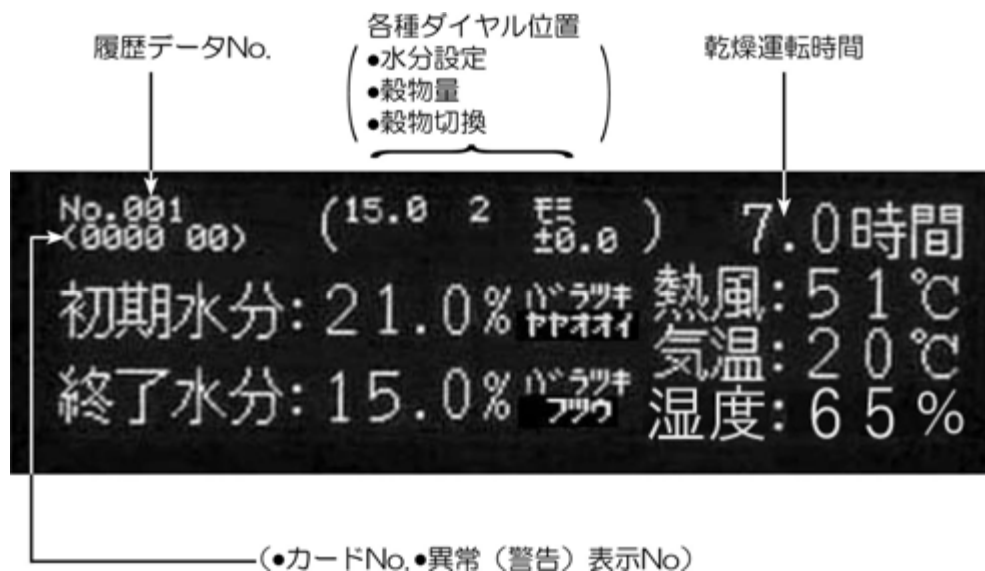 履歴データNo.
各種ダイヤル位置
●水分設定
●穀物量
●穀物切換
乾燥運転時間
No.001
(0000 00)
(15.0 2 モミ ±0.0)
7.0時間
初期水分:21.0% バラツキ ヤヤオオイ
終了水分:15.0% バラツキ フツウ
熱風:51℃
気温:20℃
湿度:65%
(●カードNo.●異常(警告)表示No)